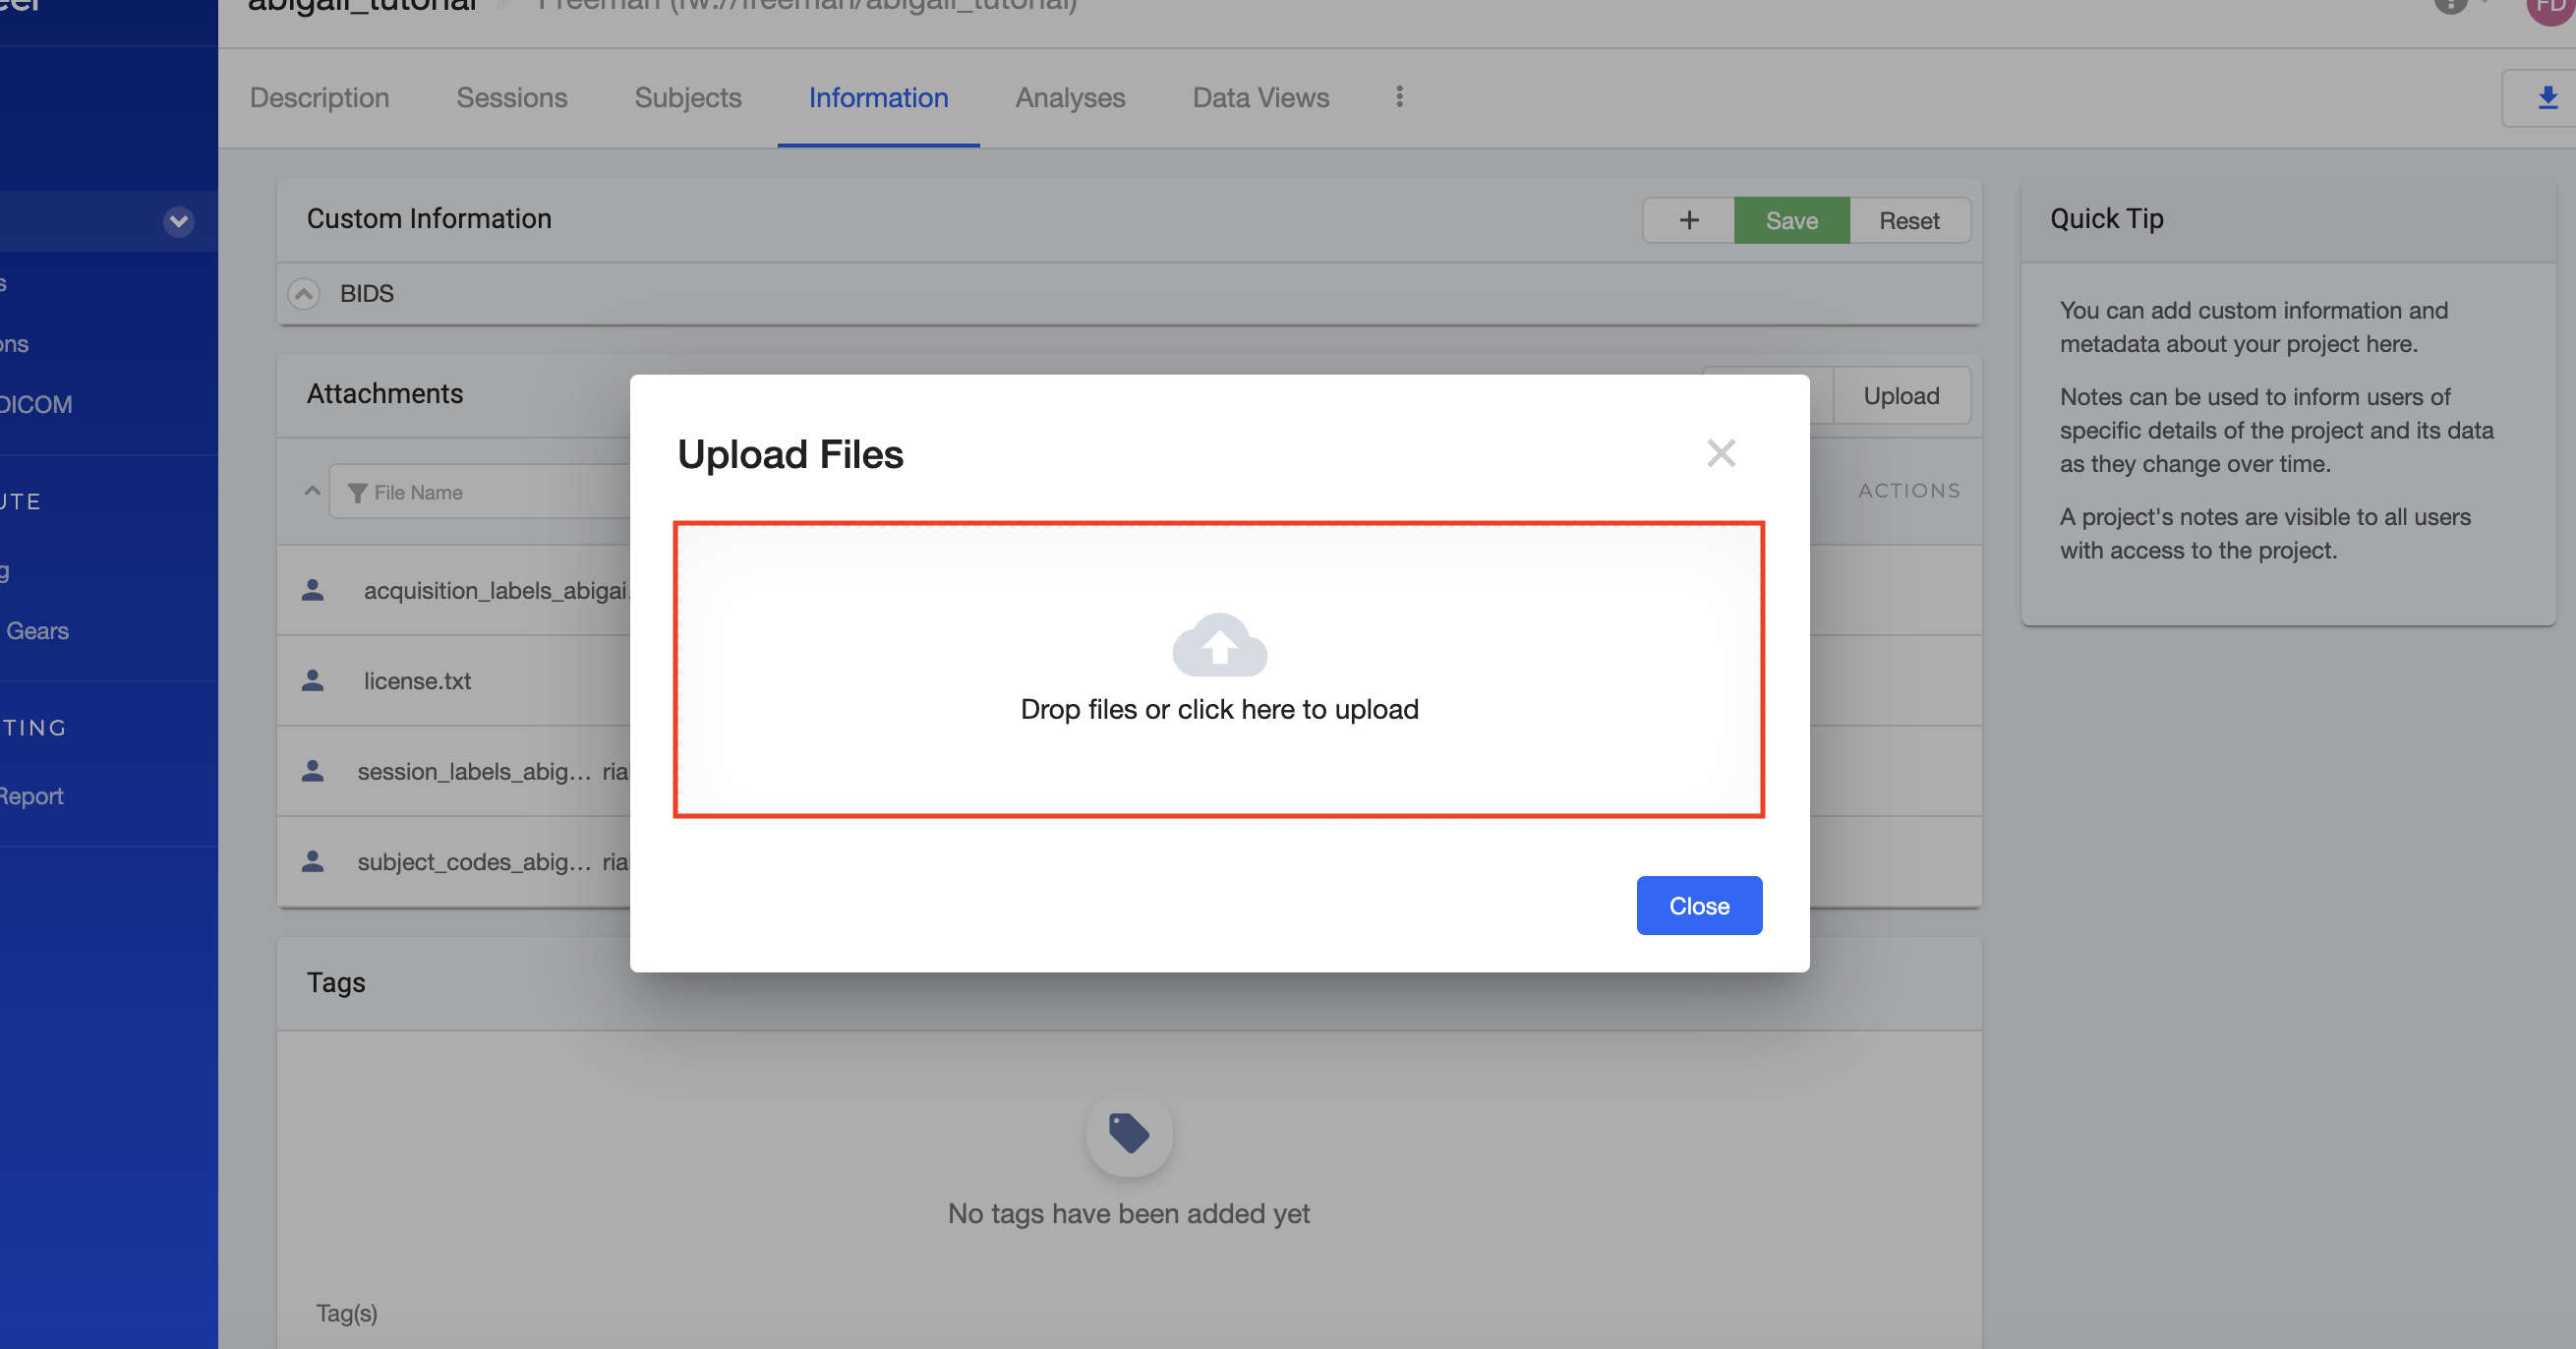 abigail_tutorial Freeman (fw://freeman/abigail_tutorial)
FD
Description Sessions Subjects Information Analyses Data Views
Custom Information
+ Save Reset
BIDS
Attachments
Upload
File Name
ACTIONS
acquisition_labels_abigai.
license.txt
session_labels_abig... ria
subject_codes_abig... ria
Tags
No tags have been added yet
Tag(s)
Upload Files
Drop files or click here to upload
Close
Quick Tip
You can add custom information and
metadata about your project here.
Notes can be used to inform users of
specific details of the project and its data
as they change over time.
A project's notes are visible to all users
with access to the project.
s
ons
DICOM
UTE
g
Gears
TING
Report